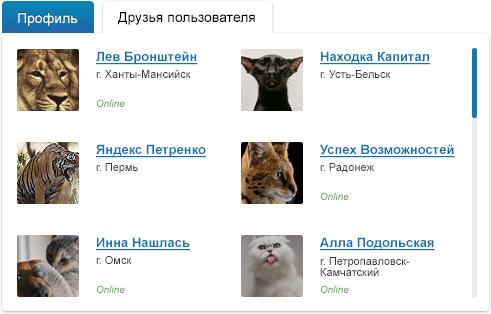 Профиль
Друзья пользователя
Лев Бронштейн
г. Ханты-Мансийск
Online
Находка Капитал
г. Усть-Бельск
Яндекс Петренко
г. Пермь
Успех Возможностей
г. Радонеж
Online
Инна Нашлась
г. Омск
Online
Алла Подольская
г. Петропавловск-
Камчатский
Online